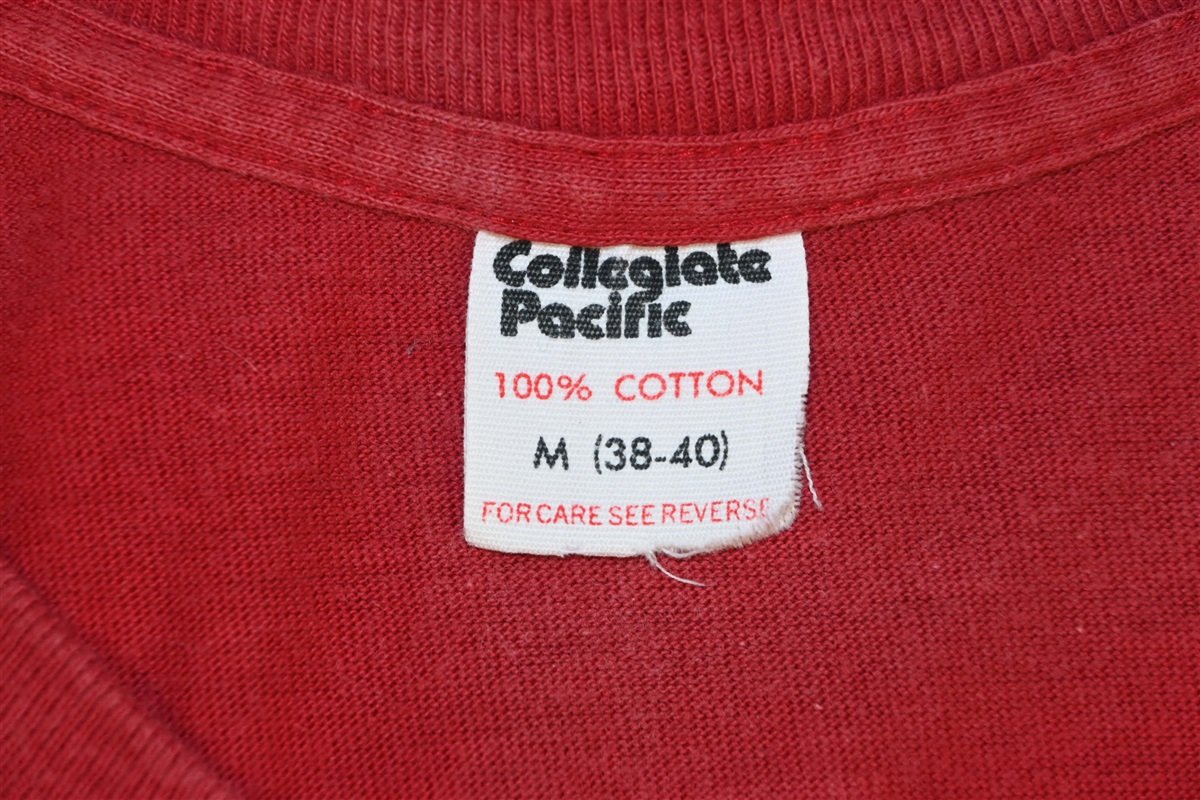 Collegiate
Pacific
100% COTTON
M (38-40)
FOR CARE SEE REVERSE